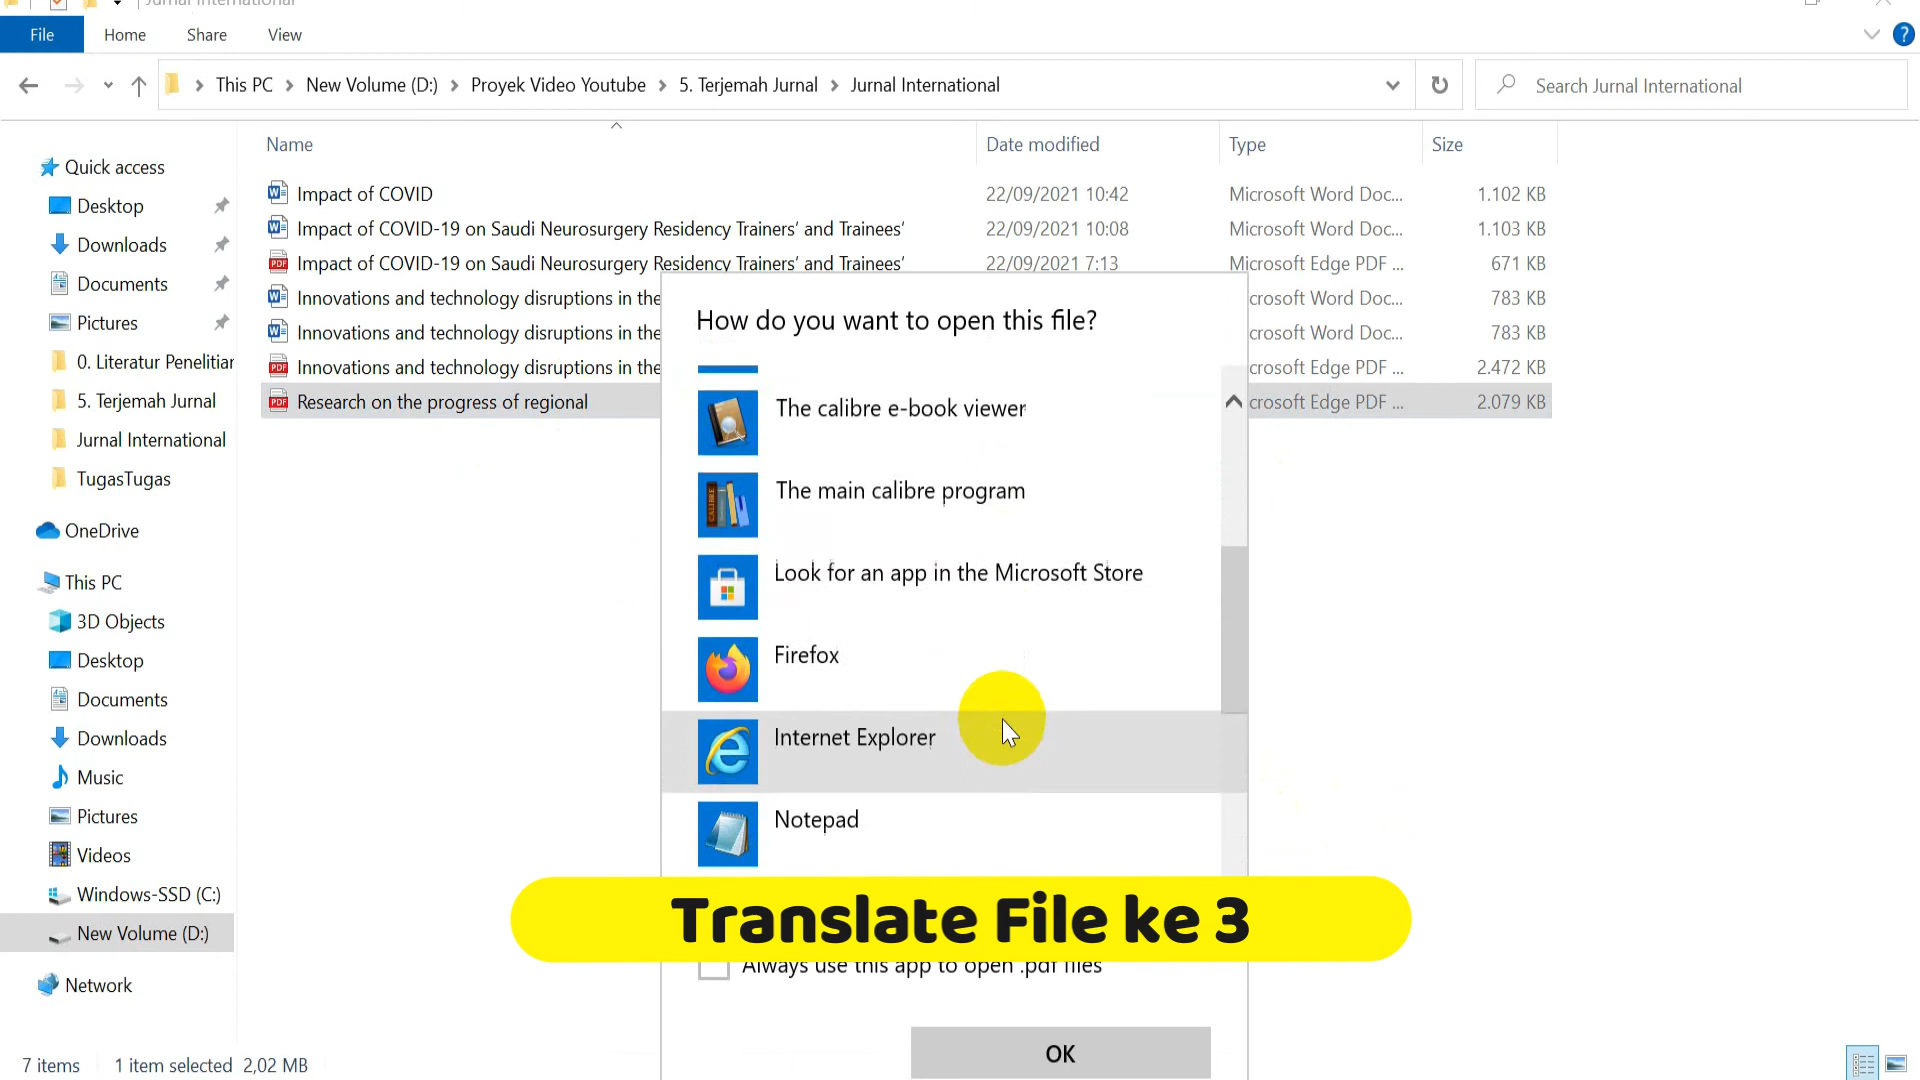 Jurnal International
File Home Share View
This PC New Volume (D:) Proyek Video Youtube 5. Terjemah Jurnal Jurnal International Search Jurnal International
Name Date modified Type Size
Quick access
Desktop
Downloads
Documents
Pictures
0. Literatur Penelitian
5. Terjemah Jurnal
Jurnal International
TugasTugas
OneDrive
This PC
3D Objects
Desktop
Documents
Downloads
Music
Pictures
Videos
Windows-SSD (C:)
New Volume (D:)
Network
Impact of COVID 22/09/2021 10:42 Microsoft Word Doc... 1.102 KB
Impact of COVID-19 on Saudi Neurosurgery Residency Trainers' and Trainees' 22/09/2021 10:08 Microsoft Word Doc... 1.103 KB
Impact of COVID-19 on Saudi Neurosurgery Residency Trainers' and Trainees' 22/09/2021 7:13 Microsoft Edge PDF ... 671 KB
Innovations and technology disruptions in the crosoft Word Doc... 783 KB
Innovations and technology disruptions in the crosoft Word Doc... 783 KB
Innovations and technology disruptions in the crosoft Edge PDF ... 2.472 KB
Research on the progress of regional crosoft Edge PDF ... 2.079 KB
How do you want to open this file?
The calibre e-book viewer
The main calibre program
Look for an app in the Microsoft Store
Firefox
Internet Explorer
Notepad
Translate File ke 3
Always use this app to open .pdf files
OK
7 items 1 item selected 2,02 MB